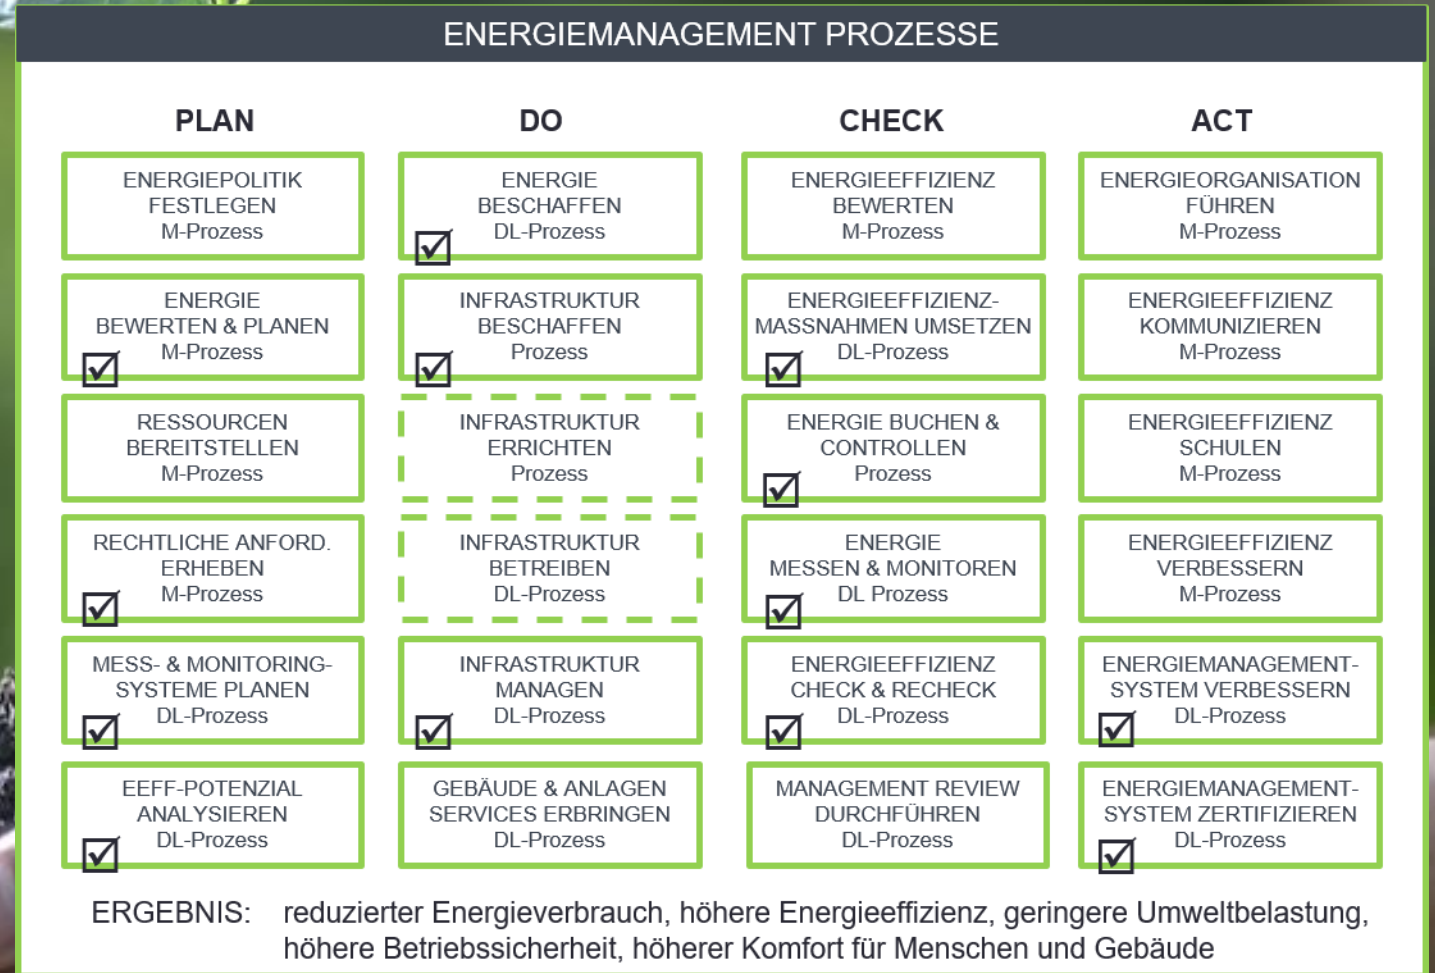 ENERGIEMANAGEMENT PROZESSE
PLAN
ENERGIEPOLITIK
FESTLEGEN
M-Prozess
ENERGIE
BEWERTEN & PLANEN
M-Prozess
RESSOURCEN
BEREITSTELLEN
M-Prozess
RECHTLICHE ANFORD.
ERHEBEN
M-Prozess
MESS- & MONITORING-
SYSTEME PLANEN
DL-Prozess
EEFF-POTENZIAL
ANALYSIEREN
DL-Prozess
DO
ENERGIE
BESCHAFFEN
DL-Prozess
INFRASTRUKTUR
BESCHAFFEN
Prozess
INFRASTRUKTUR
ERRICHTEN
Prozess
INFRASTRUKTUR
BETREIBEN
DL-Prozess
INFRASTRUKTUR
MANAGEN
DL-Prozess
GEBÄUDE & ANLAGEN
SERVICES ERBRINGEN
DL-Prozess
CHECK
ENERGIEEFFIZIENZ
BEWERTEN
M-Prozess
ENERGIEEFFIZIENZ-
MASSNAHMEN UMSETZEN
DL-Prozess
ENERGIE BUCHEN &
CONTROLLEN
Prozess
ENERGIE
MESSEN & MONITOREN
DL Prozess
ENERGIEEFFIZIENZ
CHECK & RECHECK
DL-Prozess
MANAGEMENT REVIEW
DURCHFÜHREN
DL-Prozess
ACT
ENERGIEORGANISATION
FÜHREN
M-Prozess
ENERGIEEFFIZIENZ
KOMMUNIZIEREN
M-Prozess
ENERGIEEFFIZIENZ
SCHULEN
M-Prozess
ENERGIEEFFIZIENZ
VERBESSERN
M-Prozess
ENERGIEMANAGEMENT-
SYSTEM VERBESSERN
DL-Prozess
ENERGIEMANAGEMENT-
SYSTEM ZERTIFIZIEREN
DL-Prozess
ERGEBNIS: reduzierter Energieverbrauch, höhere Energieeffizienz, geringere Umweltbelastung,
höhere Betriebssicherheit, höherer Komfort für Menschen und Gebäude